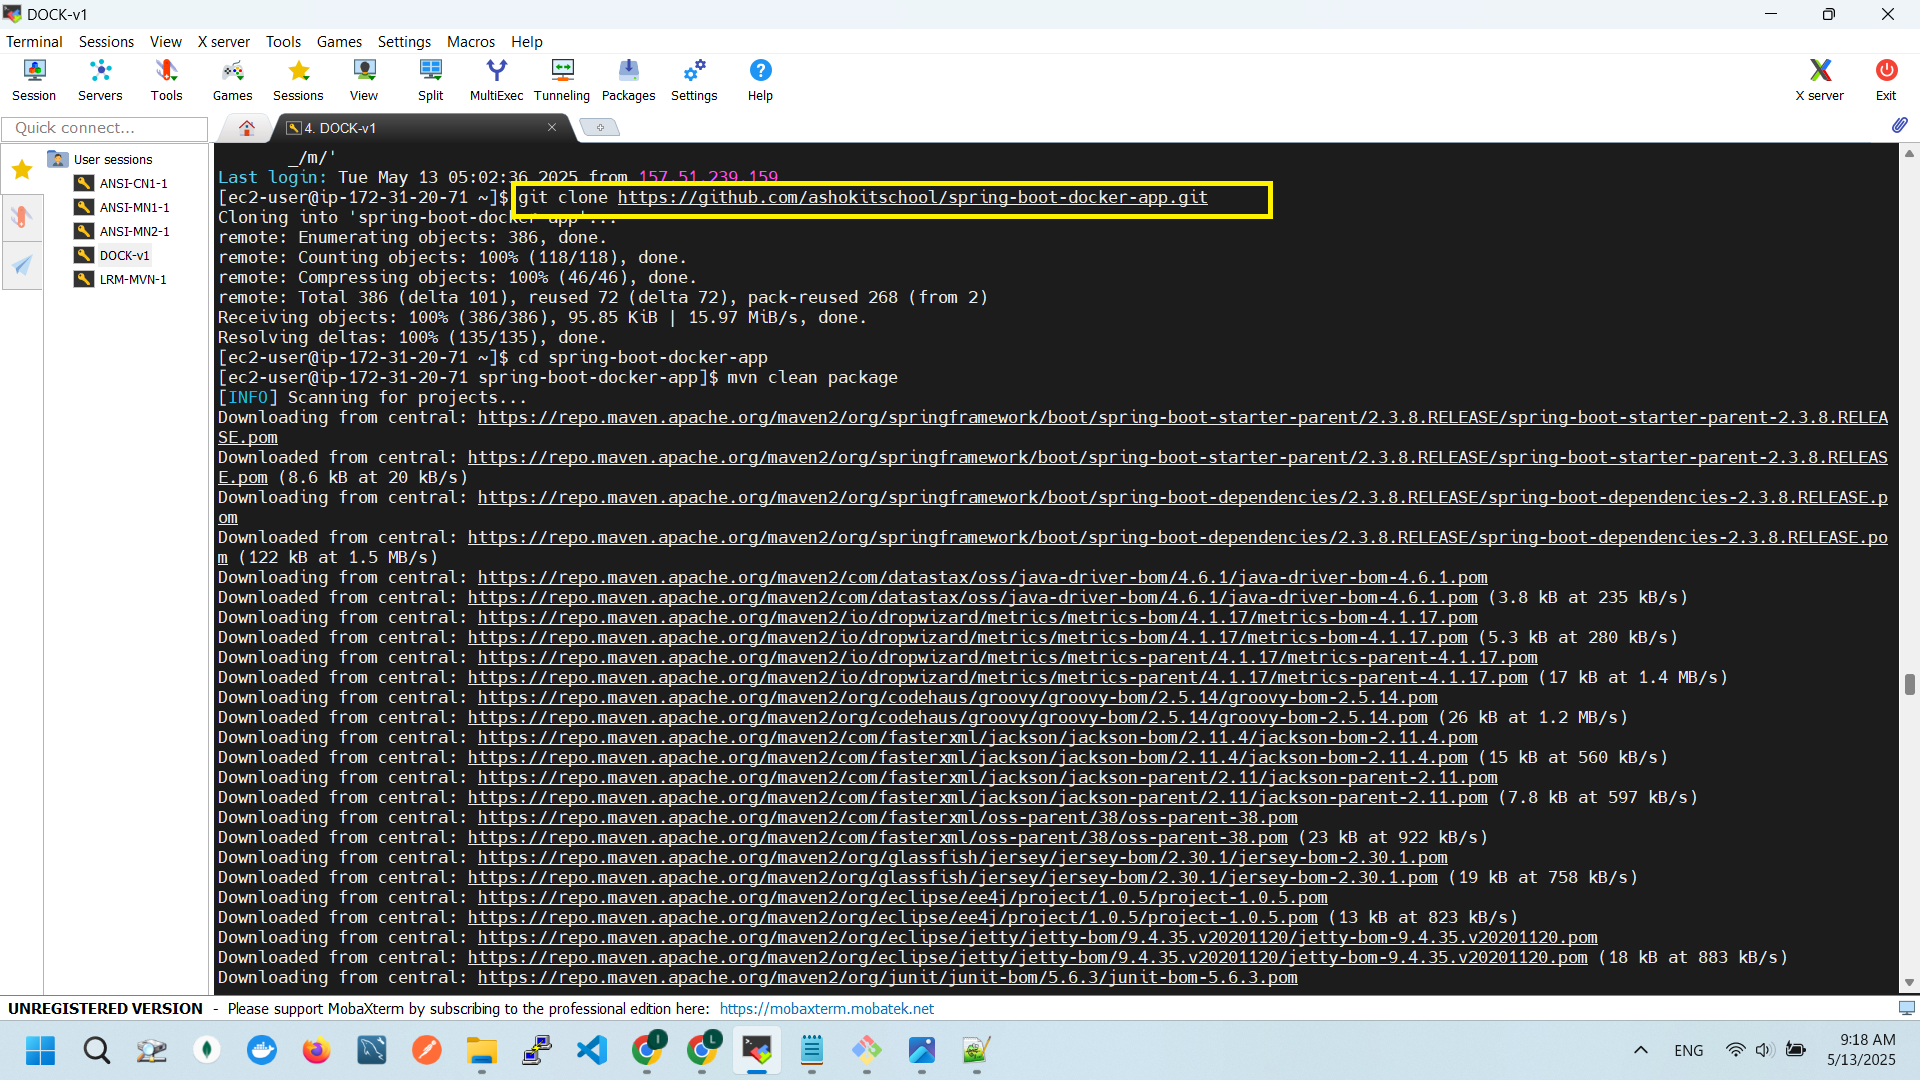 DOCK-v1
Terminal Sessions View X server Tools Games Settings Macros Help
Session Servers Tools Games Sessions View Split MultiExec Tunneling Packages Settings Help X server Exit
Quick connect...
4. DOCK-v1
User sessions
ANSI-CN1-1
ANSI-MN1-1
ANSI-MN2-1
DOCK-v1
LRM-MVN-1
_/m/'
Last login: Tue May 13 05:02:36 2025 from 157.51.239.159
[ec2-user@ip-172-31-20-71 ~]$ git clone https://github.com/ashokitschool/spring-boot-docker-app.git
Cloning into 'spring-boot-docker-app'...
remote: Enumerating objects: 386, done.
remote: Counting objects: 100% (118/118), done.
remote: Compressing objects: 100% (46/46), done.
remote: Total 386 (delta 101), reused 72 (delta 72), pack-reused 268 (from 2)
Receiving objects: 100% (386/386), 95.85 KiB | 15.97 MiB/s, done.
Resolving deltas: 100% (135/135), done.
[ec2-user@ip-172-31-20-71 ~]$ cd spring-boot-docker-app
[ec2-user@ip-172-31-20-71 spring-boot-docker-app]$ mvn clean package
[INFO] Scanning for projects...
Downloading from central: https://repo.maven.apache.org/maven2/org/springframework/boot/spring-boot-starter-parent/2.3.8.RELEASE/spring-boot-starter-parent-2.3.8.RELEA
SE.pom
Downloaded from central: https://repo.maven.apache.org/maven2/org/springframework/boot/spring-boot-starter-parent/2.3.8.RELEASE/spring-boot-starter-parent-2.3.8.RELEAS
E.pom (8.6 kB at 20 kB/s)
Downloading from central: https://repo.maven.apache.org/maven2/org/springframework/boot/spring-boot-dependencies/2.3.8.RELEASE/spring-boot-dependencies-2.3.8.RELEASE.p
om
Downloaded from central: https://repo.maven.apache.org/maven2/org/springframework/boot/spring-boot-dependencies/2.3.8.RELEASE/spring-boot-dependencies-2.3.8.RELEASE.po
m (122 kB at 1.5 MB/s)
Downloading from central: https://repo.maven.apache.org/maven2/com/datastax/oss/java-driver-bom/4.6.1/java-driver-bom-4.6.1.pom
Downloaded from central: https://repo.maven.apache.org/maven2/com/datastax/oss/java-driver-bom/4.6.1/java-driver-bom-4.6.1.pom (3.8 kB at 235 kB/s)
Downloading from central: https://repo.maven.apache.org/maven2/io/dropwizard/metrics/metrics-bom/4.1.17/metrics-bom-4.1.17.pom
Downloaded from central: https://repo.maven.apache.org/maven2/io/dropwizard/metrics/metrics-bom/4.1.17/metrics-bom-4.1.17.pom (5.3 kB at 280 kB/s)
Downloading from central: https://repo.maven.apache.org/maven2/io/dropwizard/metrics/metrics-parent/4.1.17/metrics-parent-4.1.17.pom
Downloaded from central: https://repo.maven.apache.org/maven2/io/dropwizard/metrics/metrics-parent/4.1.17/metrics-parent-4.1.17.pom (17 kB at 1.4 MB/s)
Downloading from central: https://repo.maven.apache.org/maven2/org/codehaus/groovy/groovy-bom/2.5.14/groovy-bom-2.5.14.pom
Downloaded from central: https://repo.maven.apache.org/maven2/org/codehaus/groovy/groovy-bom/2.5.14/groovy-bom-2.5.14.pom (26 kB at 1.2 MB/s)
Downloading from central: https://repo.maven.apache.org/maven2/com/fasterxml/jackson/jackson-bom/2.11.4/jackson-bom-2.11.4.pom
Downloaded from central: https://repo.maven.apache.org/maven2/com/fasterxml/jackson/jackson-bom/2.11.4/jackson-bom-2.11.4.pom (15 kB at 560 kB/s)
Downloading from central: https://repo.maven.apache.org/maven2/com/fasterxml/jackson/jackson-parent/2.11/jackson-parent-2.11.pom
Downloaded from central: https://repo.maven.apache.org/maven2/com/fasterxml/jackson/jackson-parent/2.11/jackson-parent-2.11.pom (7.8 kB at 597 kB/s)
Downloading from central: https://repo.maven.apache.org/maven2/com/fasterxml/oss-parent/38/oss-parent-38.pom
Downloaded from central: https://repo.maven.apache.org/maven2/com/fasterxml/oss-parent/38/oss-parent-38.pom (23 kB at 922 kB/s)
Downloading from central: https://repo.maven.apache.org/maven2/org/glassfish/jersey/jersey-bom/2.30.1/jersey-bom-2.30.1.pom
Downloaded from central: https://repo.maven.apache.org/maven2/org/glassfish/jersey/jersey-bom/2.30.1/jersey-bom-2.30.1.pom (19 kB at 758 kB/s)
Downloading from central: https://repo.maven.apache.org/maven2/org/eclipse/ee4j/project/1.0.5/project-1.0.5.pom
Downloaded from central: https://repo.maven.apache.org/maven2/org/eclipse/ee4j/project/1.0.5/project-1.0.5.pom (13 kB at 823 kB/s)
Downloading from central: https://repo.maven.apache.org/maven2/org/eclipse/jetty/jetty-bom/9.4.35.v20201120/jetty-bom-9.4.35.v20201120.pom
Downloaded from central: https://repo.maven.apache.org/maven2/org/eclipse/jetty/jetty-bom/9.4.35.v20201120/jetty-bom-9.4.35.v20201120.pom (18 kB at 883 kB/s)
Downloading from central: https://repo.maven.apache.org/maven2/org/junit/junit-bom/5.6.3/junit-bom-5.6.3.pom
UNREGISTERED VERSION - Please support MobaXterm by subscribing to the professional edition here: https://mobaxterm.mobatek.net
I L ENG 9:18 AM
5/13/2025